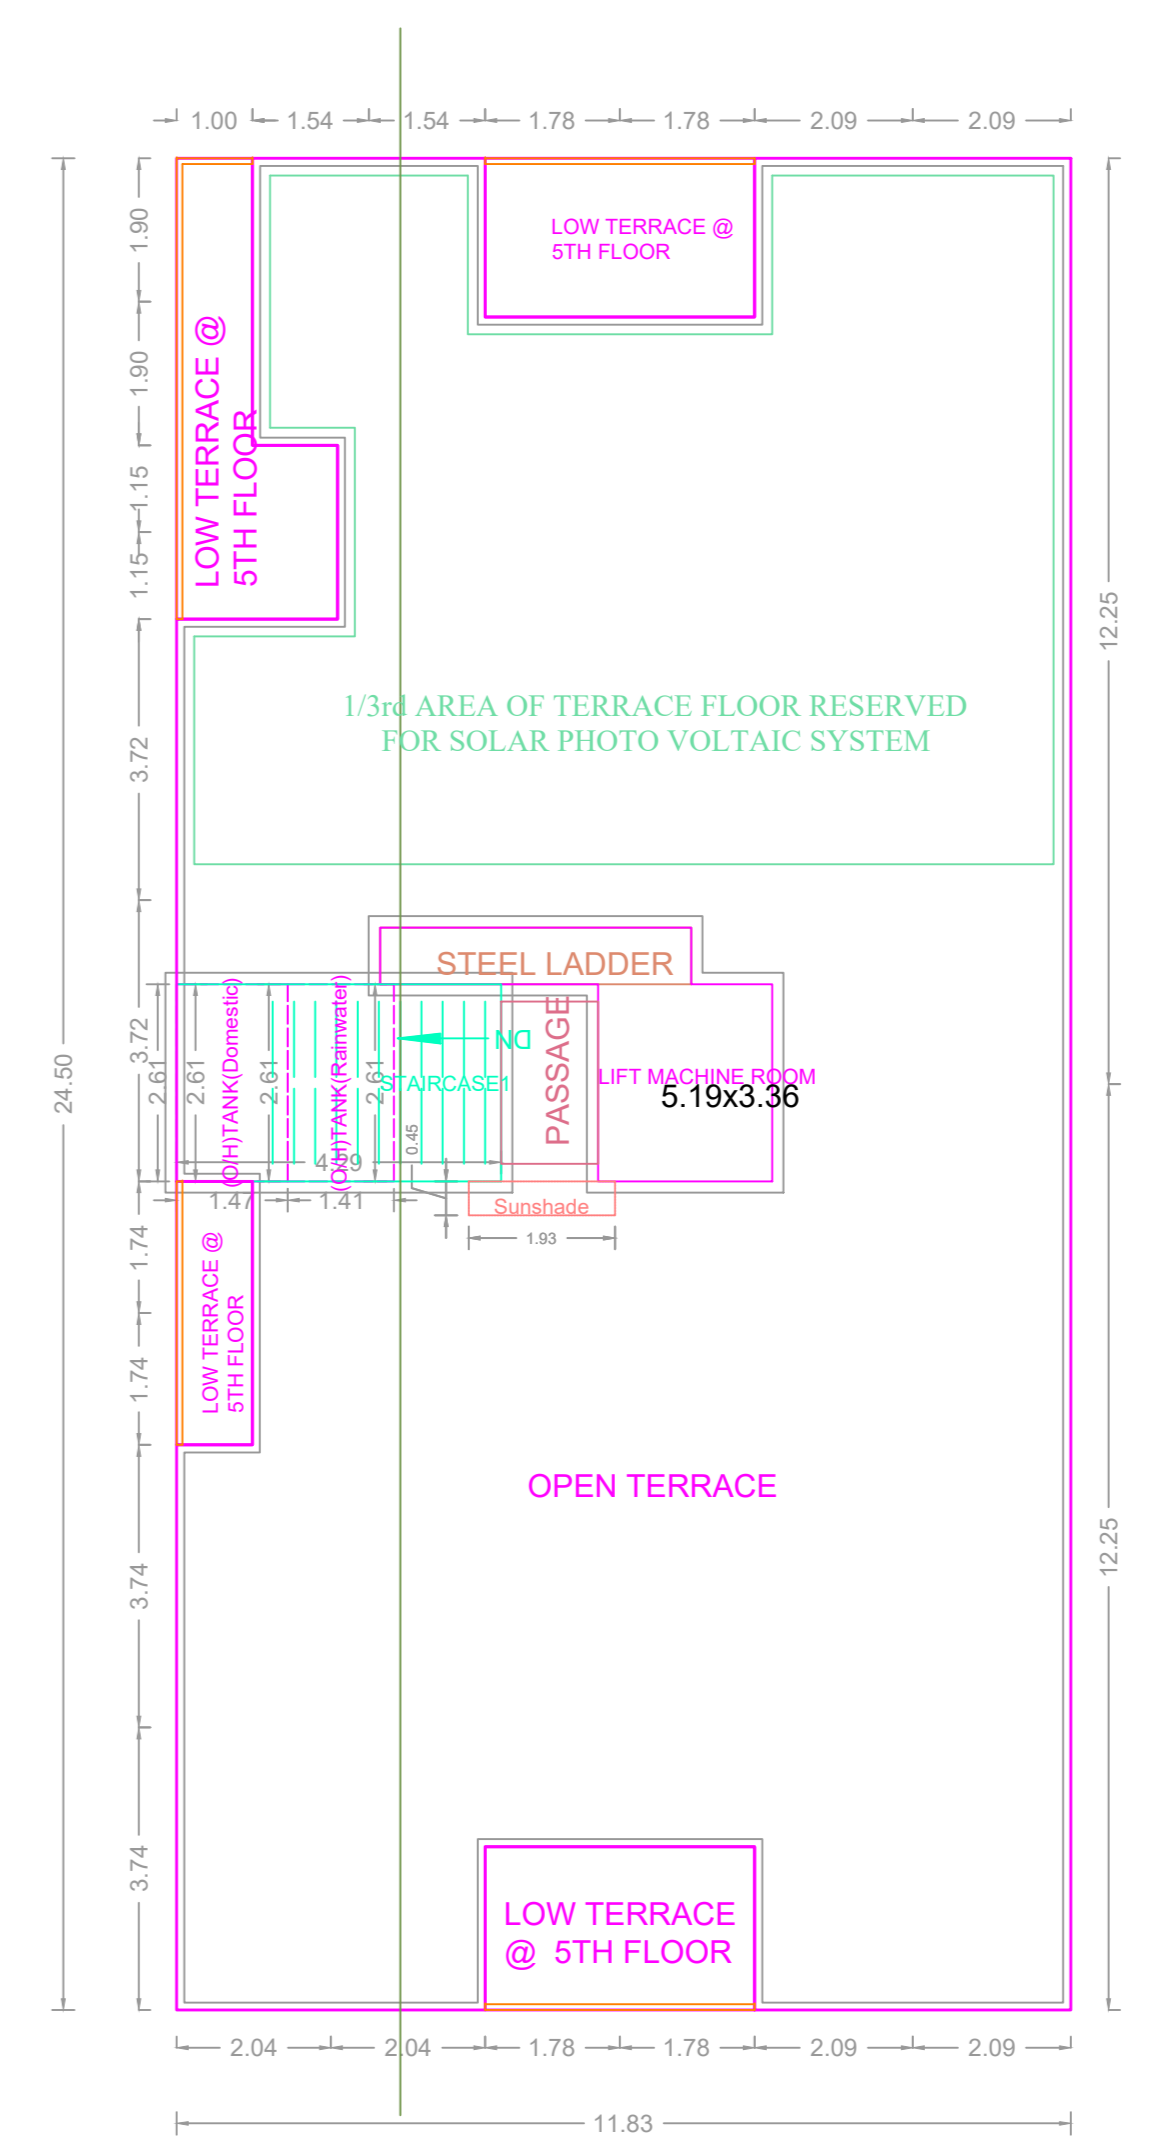 1.00 1.54 1.54 1.78 1.78 2.09 2.09
1.90
1.90
1.15
1.15
3.72
3.72
1.74
1.74
3.74
3.74
24.50
12.25
12.25
LOW TERRACE @
5TH FLOOR
LOW TERRACE @
5TH FLOOR
1/3rd AREA OF TERRACE FLOOR RESERVED
FOR SOLAR PHOTO VOLTAIC SYSTEM
STEEL LADDER
(O/H)TANK(Domestic)
(O/H)TANK(Rainwater)
2.61
2.61
2.61
2.61
DN
STAIRCASE1
PASSAGE
LIFT MACHINE ROOM
5.19x3.36
0.45
4.29
1.47 1.41
Sunshade
1.93
LOW TERRACE @
5TH FLOOR
OPEN TERRACE
LOW TERRACE
@ 5TH FLOOR
2.04 2.04 1.78 1.78 2.09 2.09
11.83